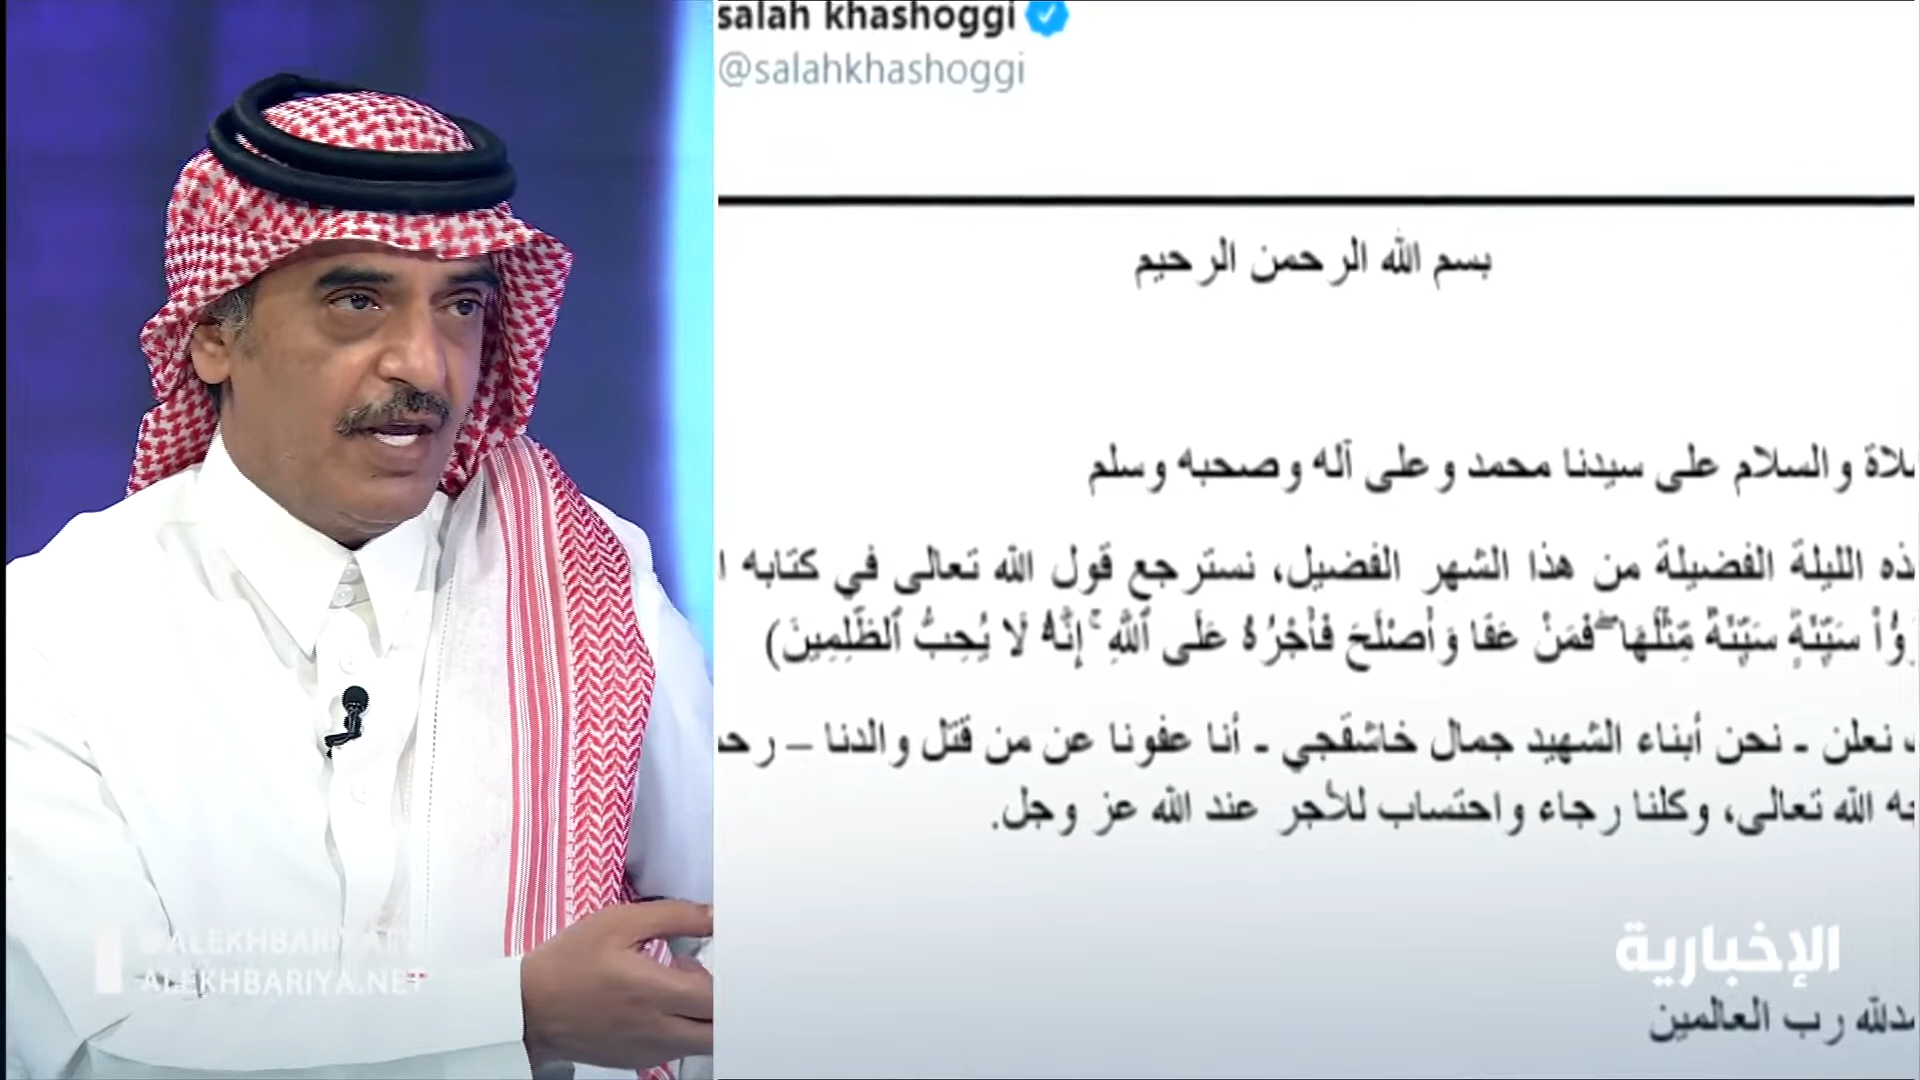 salah khashoggi
@salahkhashoggi
بسم الله الرحمن الرحيم
لاة والسلام على سيدنا محمد وعلى آله وصحبه وسلم
ذه الليلة الفضيلة من هذا الشهر الفضيل، نسترجع قول الله تعالى في كتابه ا
ؤُاْ سَيِّئَةٖ سَيِّئَةٞ مِّثْلُهَاۖ فَمَنْ عَفَا وَأَصْلَحَ فَأَجْرُهُ عَلَى ٱللَّهِۚ إِنَّهُ لَا يُحِبُّ ٱلظَّٰلِمِينَ)
نعلن - نحن أبناء الشهيد جمال خاشقجي - أنا عفونا عن من قتل والدنا – رحم
الله تعالى، وكلنا رجاء واحتساب للأجر عند الله عز وجل.
دلله رب العالمين
@ALEKHBARIYATV
ALEKHBARIYA.NET
الإخبارية